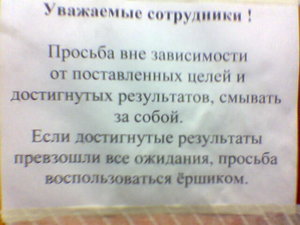 Уважаемые сотрудники !
Просьба вне зависимости
от поставленных целей и
достигнутых результатов, смывать
за собой.
Если достигнутые результаты
превзошли все ожидания, просьба
воспользоваться ёршиком.